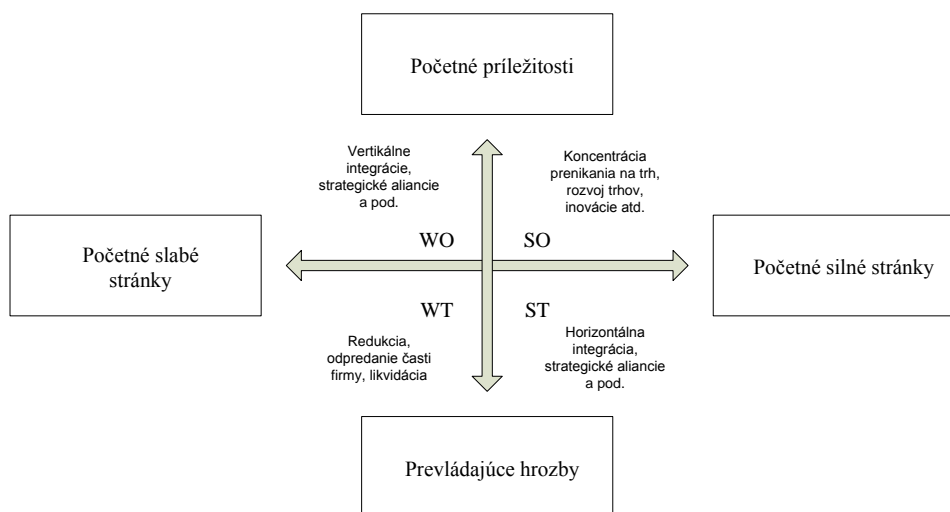 Početné príležitosti
Vertikálne
integrácie,
strategické aliancie
a pod.
Koncentrácia
prenikania na trh,
rozvoj trhov,
inovácie atd.
WO
SO
Početné slabé
stránky
Početné silné stránky
WT
ST
Redukcia,
odpredanie časti
firmy, likvidácia
Horizontálna
integrácia,
strategické aliancie
a pod.
Prevládajúce hrozby